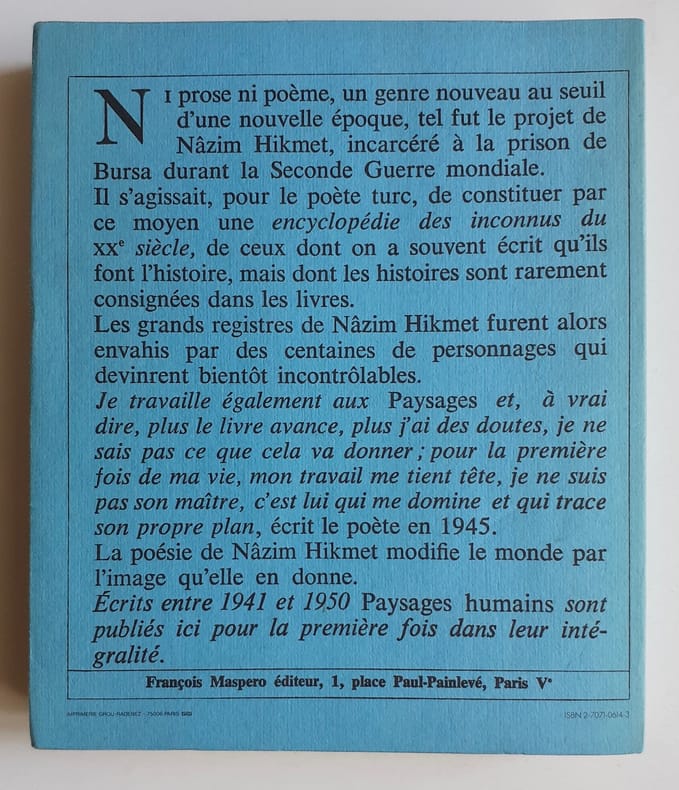 NI prose ni poème, un genre nouveau au seuil
d'une nouvelle époque, tel fut le projet de
Nâzim Hikmet, incarcéré à la prison de
Bursa durant la Seconde Guerre mondiale.
Il s'agissait, pour le poète turc, de constituer par
ce moyen une encyclopédie des inconnus du
XXe siècle, de ceux dont on a souvent écrit qu'ils
font l'histoire, mais dont les histoires sont rarement
consignées dans les livres.
Les grands registres de Nâzim Hikmet furent alors
envahis par des centaines de personnages qui
devinrent bientôt incontrôlables.
Je travaille également aux Paysages et, à vrai
dire, plus le livre avance, plus j'ai des doutes, je ne
sais pas ce que cela va donner ; pour la première
fois de ma vie, mon travail me tient tête, je ne suis
pas son maître, c'est lui qui me domine et qui trace
son propre plan, écrit le poète en 1945.
La poésie de Nâzim Hikmet modifie le monde par
l'image qu'elle en donne.
Écrits entre 1941 et 1950 Paysages humains sont
publiés ici pour la première fois dans leur inté-
gralité.
François Maspero éditeur, 1, place Paul-Painlevé, Paris Ve
IMPRIMERIE GROU-RADENEZ - 75006 PARIS
ISBN 2-7071-0614-3